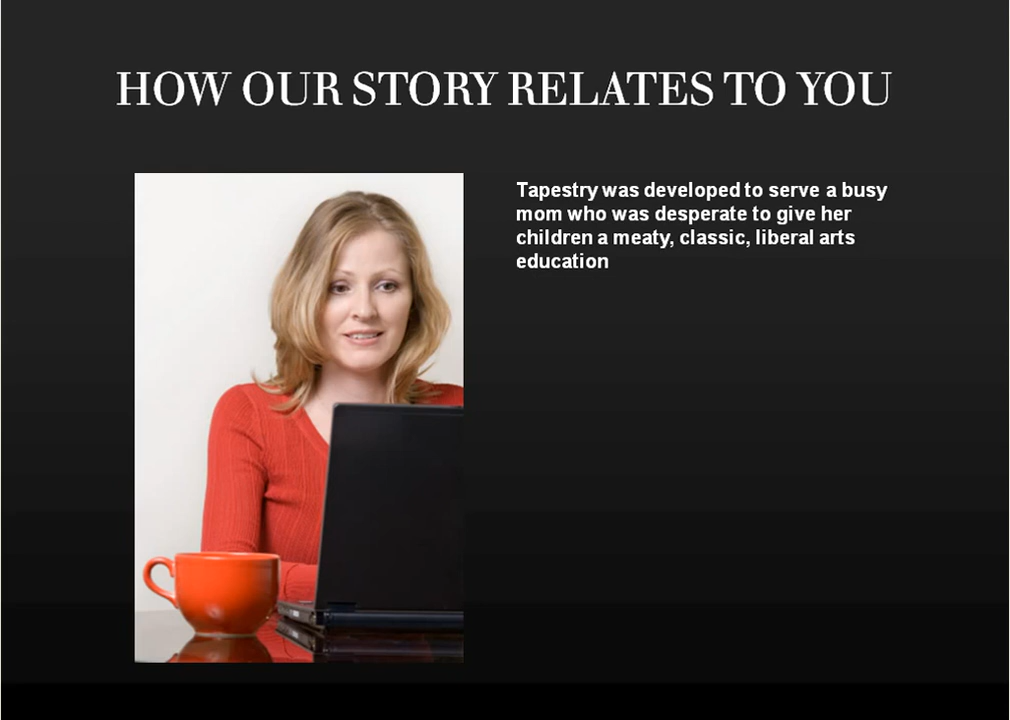 HOW OUR STORY RELATES TO YOU
Tapestry was developed to serve a busy
mom who was desperate to give her
children a meaty, classic, liberal arts
education